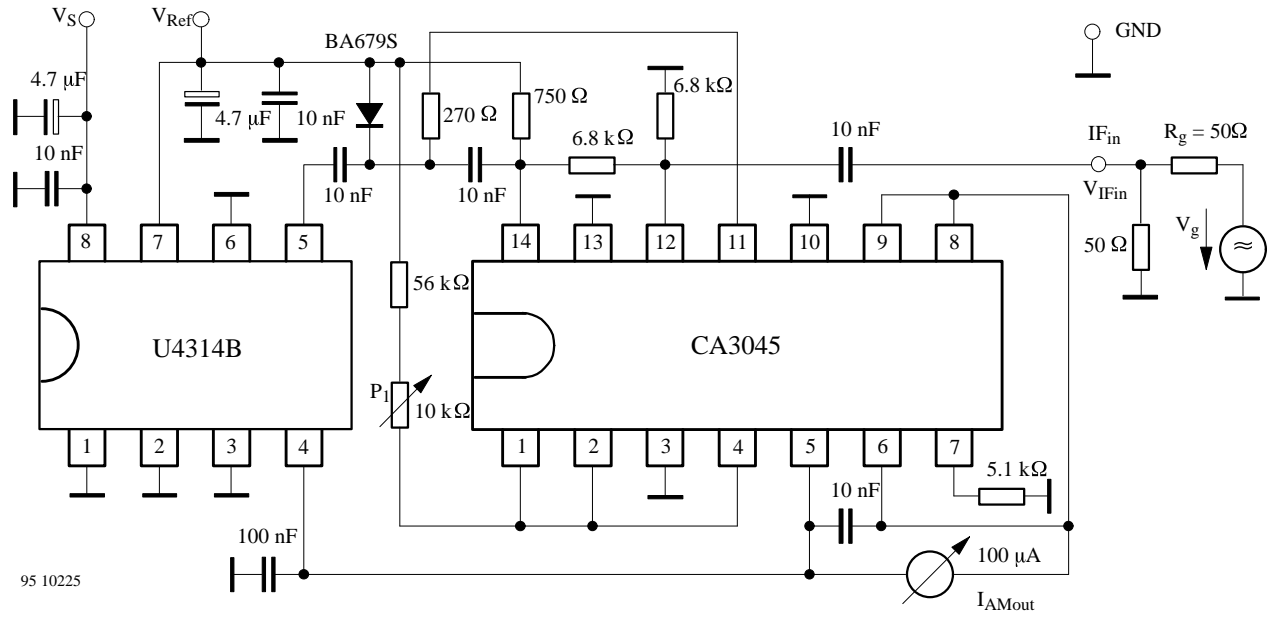 VS
VRef
BA679S
GND
4.7 µF
4.7 µF
10 nF
270 Ω
750 Ω
6.8 kΩ
6.8 kΩ
10 nF
IFin
Rg = 50Ω
10 nF
10 nF
10 nF
VIFin
Vg
50 Ω
≈
8
7
6
5
14
13
12
11
10
9
8
56 kΩ
U4314B
CA3045
P1
10 kΩ
1
2
3
4
1
2
3
4
5
6
7
5.1 kΩ
10 nF
100 nF
100 µA
95 10225
IAMout